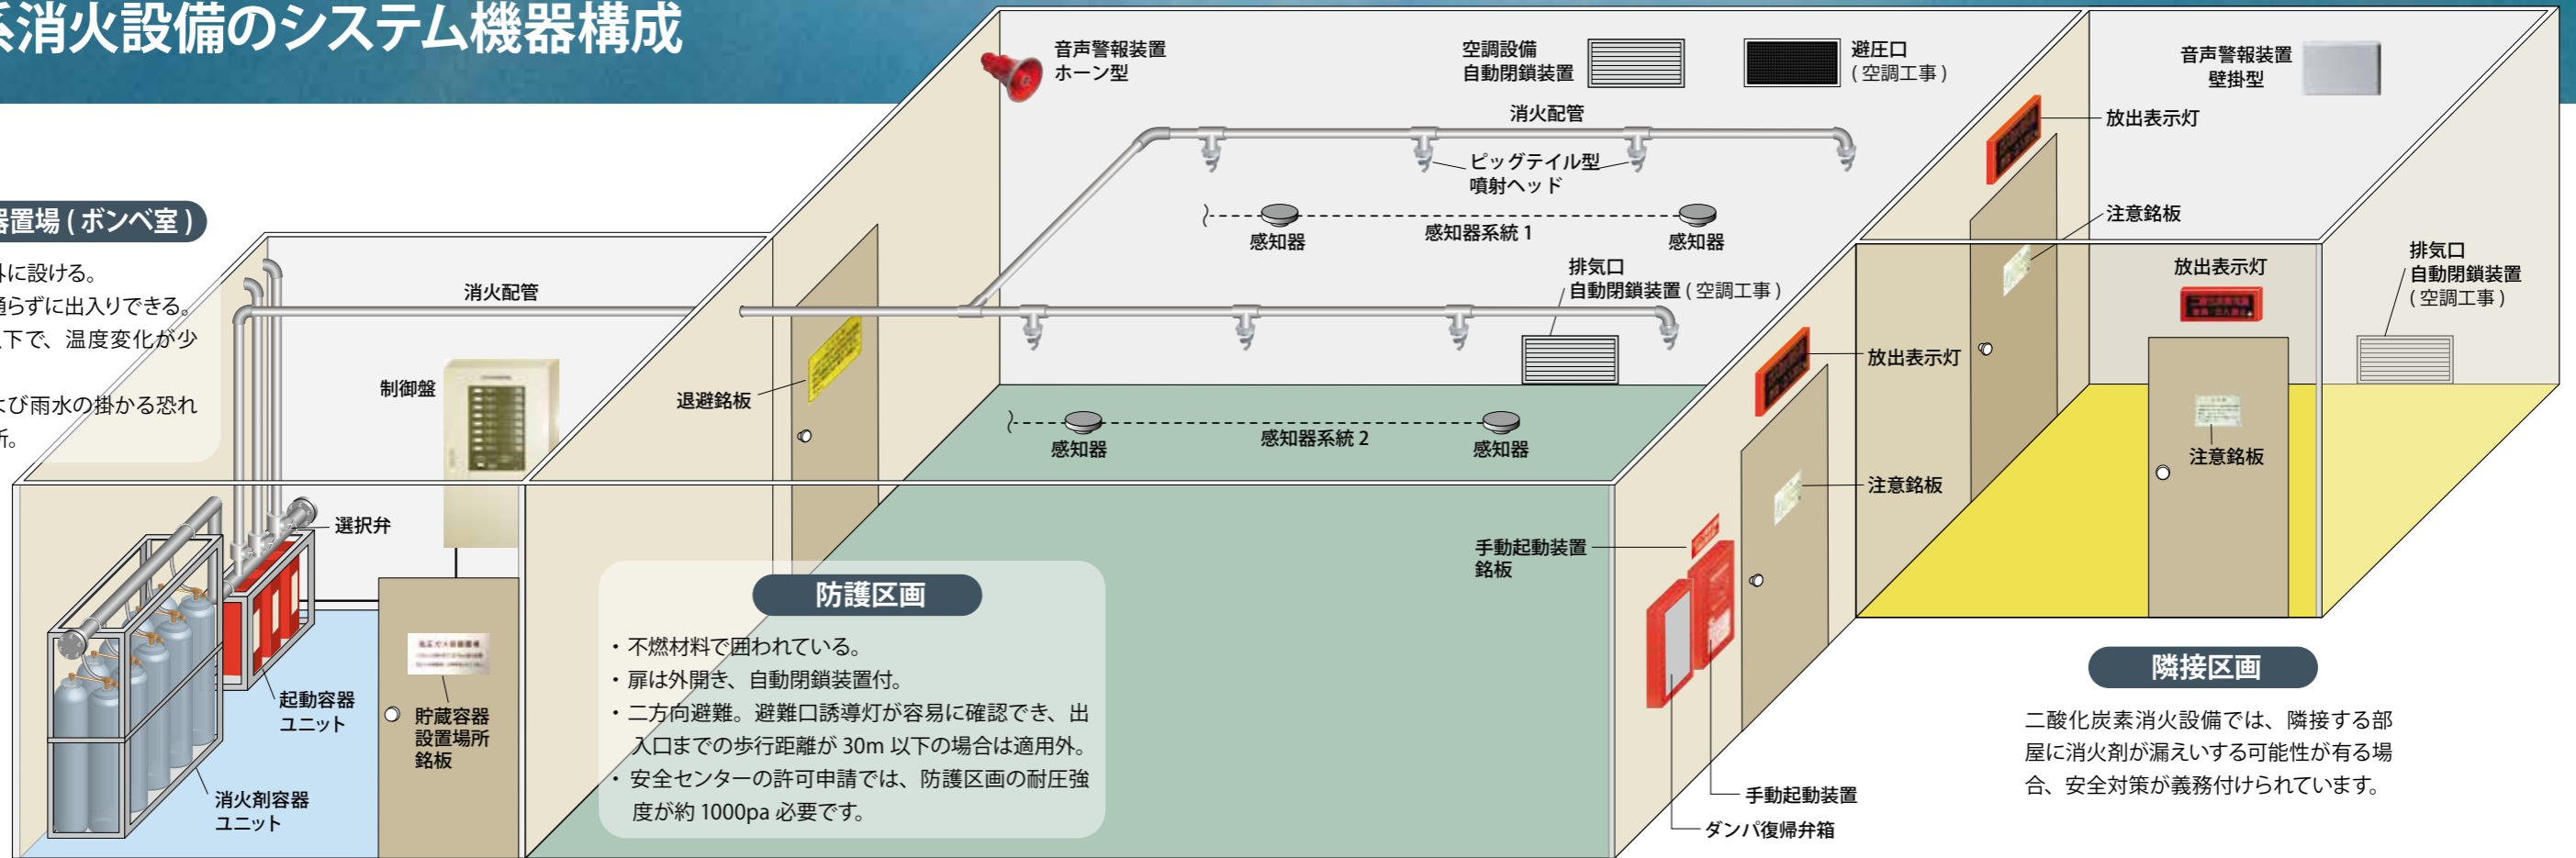 系消火設備のシステム機器構成
器置場 ( ボンベ室 )
外に設ける。
通らずに出入りできる。
以下で、温度変化が少
よび雨水の掛かる恐れ
所。
消火配管
制御盤
選択弁
起動容器
ユニット
貯蔵容器
設置場所
銘板
消火剤容器
ユニット
音声警報装置
ホーン型
空調設備
自動閉鎖装置
避圧口
( 空調工事 )
消火配管
ピッグテイル型
噴射ヘッド
感知器
感知器系統 1
感知器
排気口
自動閉鎖装置 ( 空調工事 )
退避銘板
感知器
感知器系統 2
感知器
防護区画
・不燃材料で囲われている。
・扉は外開き、自動閉鎖装置付。
・二方向避難。避難口誘導灯が容易に確認でき、出
入口までの歩行距離が 30m 以下の場合は適用外。
・安全センターの許可申請では、防護区画の耐圧強
度が約 1000pa 必要です。
手動起動装置
銘板
放出表示灯
注意銘板
手動起動装置
ダンパ復帰弁箱
音声警報装置
壁掛型
放出表示灯
注意銘板
放出表示灯
注意銘板
排気口
自動閉鎖装置
( 空調工事 )
隣接区画
二酸化炭素消火設備では、隣接する部
屋に消火剤が漏えいする可能性が有る場
合、安全対策が義務付けられています。